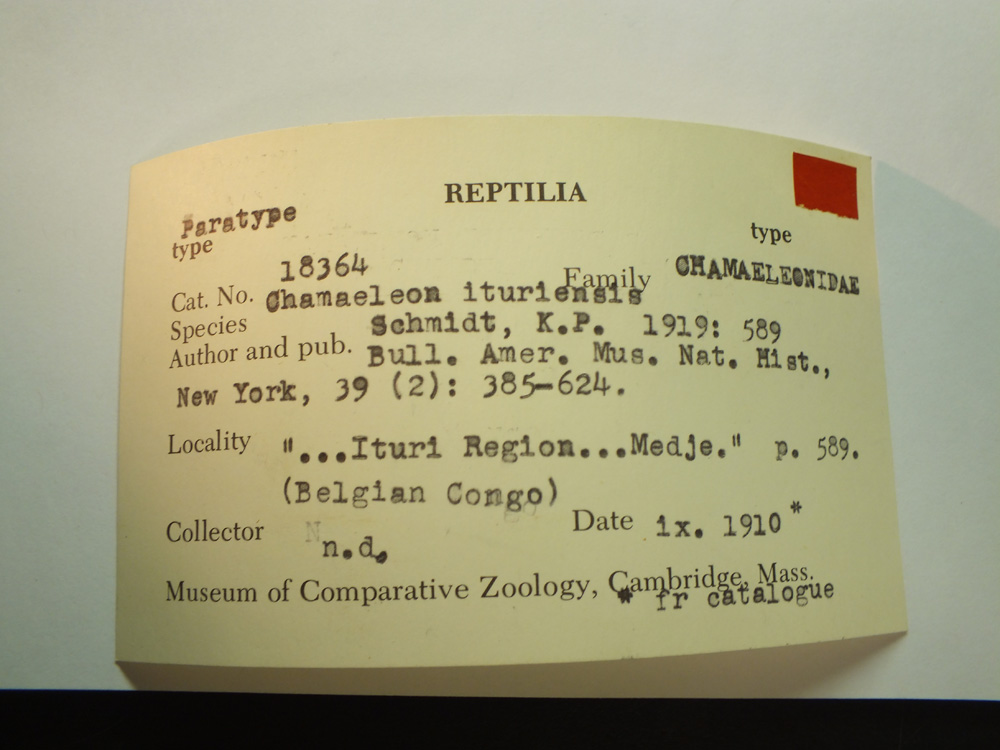 REPTILIA
Paratype
type
type
18364
Cat. No.
Family CHAMAELEONIDAE
Chamaeleon ituriensis
Species
Schmidt, K.P. 1919: 589
Author and pub. Bull. Amer. Mus. Nat. Hist.,
New York, 39 (2): 385-624.
Locality "...Ituri Region...Medje." p. 589.
(Belgian Congo)
Collector n.d. Date ix. 1910 *
Museum of Comparative Zoology, Cambridge, Mass.
* fr catalogue